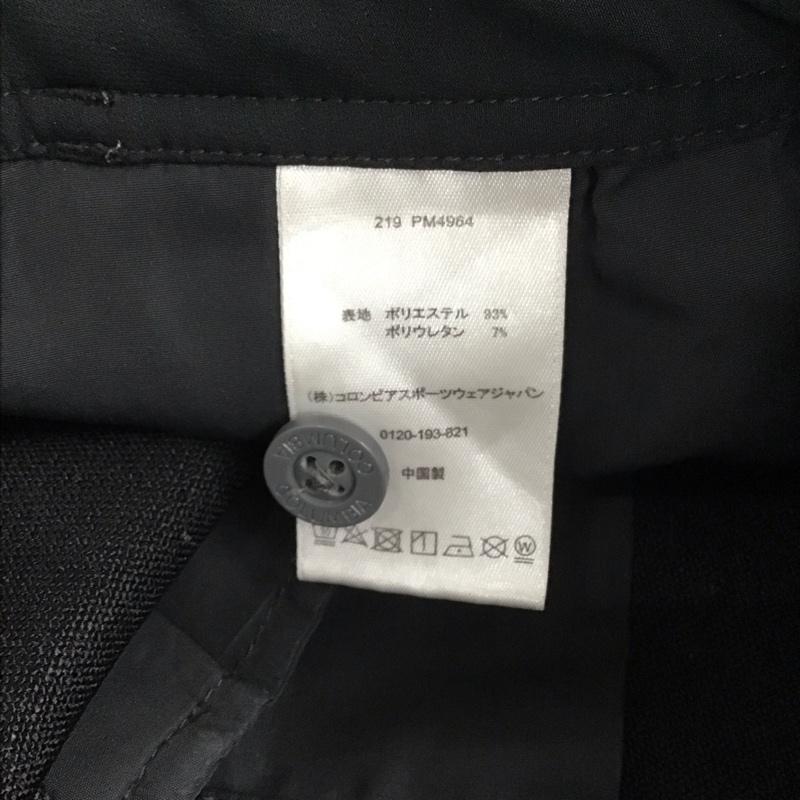 219 PM4964
表地 ポリエステル 93%
ポリウレタン 7%
(株)コロンビアスポーツウェアジャパン
0120-193-821
中国製
W
COLUMBIA